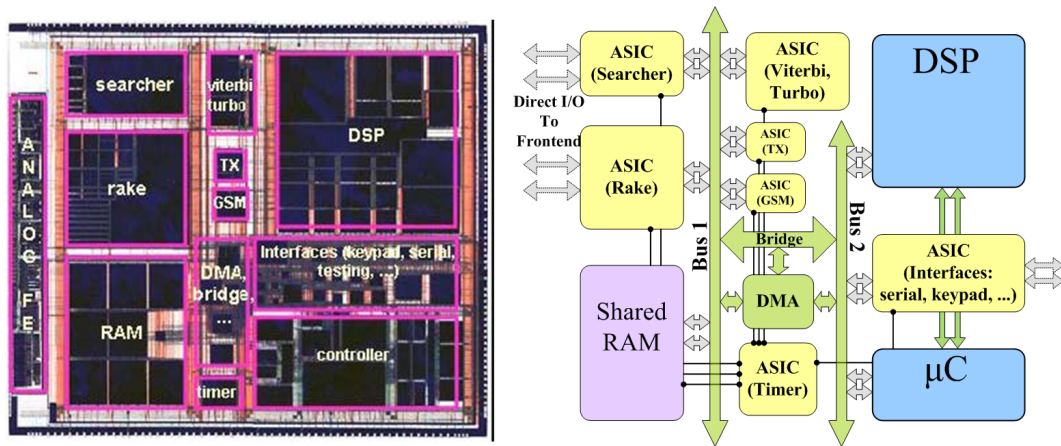 searcher
viterbi
turbo
DSP
rake
TX
GSM
ANALOG FE
DMA,
bridge,
...
Interfaces (keypad, serial,
testing, ...)
RAM
controller
timer
ASIC
(Searcher)
ASIC
(Viterbi,
Turbo)
DSP
Direct I/O
To
Frontend
ASIC
(Rake)
ASIC
(TX)
ASIC
(GSM)
Bus 1
Bus 2
Bridge
ASIC
(Interfaces:
serial, keypad, ...)
Shared
RAM
DMA
ASIC
(Timer)
μC